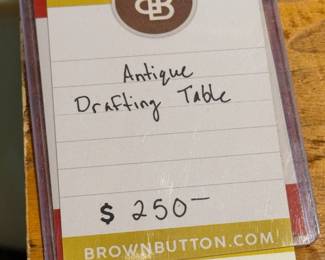 B
Antique
Drafting Table
$ 250—
BROWNBUTTON.COM